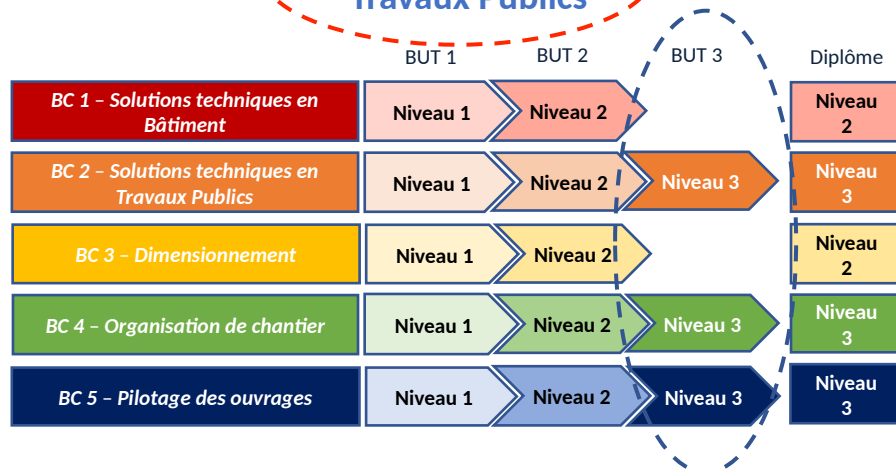 Travaux Publics
BUT 1 BUT 2 BUT 3 Diplôme
BC 1 – Solutions techniques en
Bâtiment
Niveau 1
Niveau 2
Niveau
2
BC 2 – Solutions techniques en
Travaux Publics
Niveau 1
Niveau 2
Niveau 3
Niveau
3
BC 3 – Dimensionnement
Niveau 1
Niveau 2
Niveau
2
BC 4 – Organisation de chantier
Niveau 1
Niveau 2
Niveau 3
Niveau
3
BC 5 – Pilotage des ouvrages
Niveau 1
Niveau 2
Niveau 3
Niveau
3